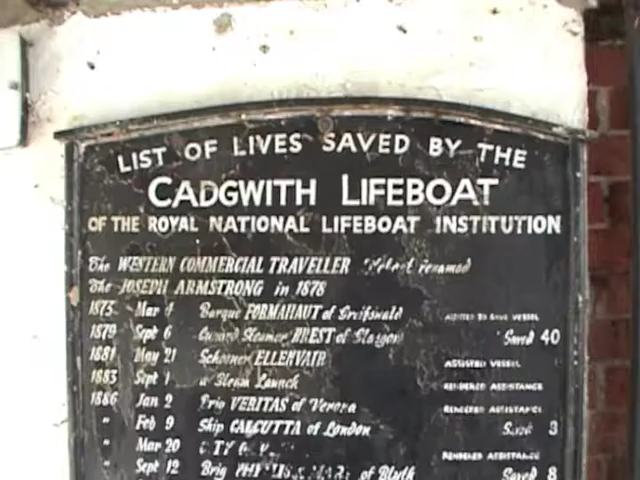 LIST OF LIVES SAVED BY THE
CADGWITH LIFEBOAT
OF THE ROYAL NATIONAL LIFEBOAT INSTITUTION
The WESTERN COMMERCIAL TRAVELLER renamed
The JOSEPH ARMSTRONG in 1878
1875 Mar 4 Barque FORMAHAUT of Greifswald ASSISTED TO SAVE VESSEL
1879 Sept 6 Cunard Steamer BREST of Glasgow Saved 40
1881 May 21 Schooner ELLENVAIR ASSISTED VESSEL
1883 Sept 1 a Steam Launch RENDERED ASSISTANCE
1886 Jan 2 Brig VERITAS of Verona RENDERED ASSISTANCE
" Feb 9 Ship CALCUTTA of London Saved 3
" Mar 20 CITY RENDERED ASSISTANCE
" Sept 12 Brig of Blyth Saved 8